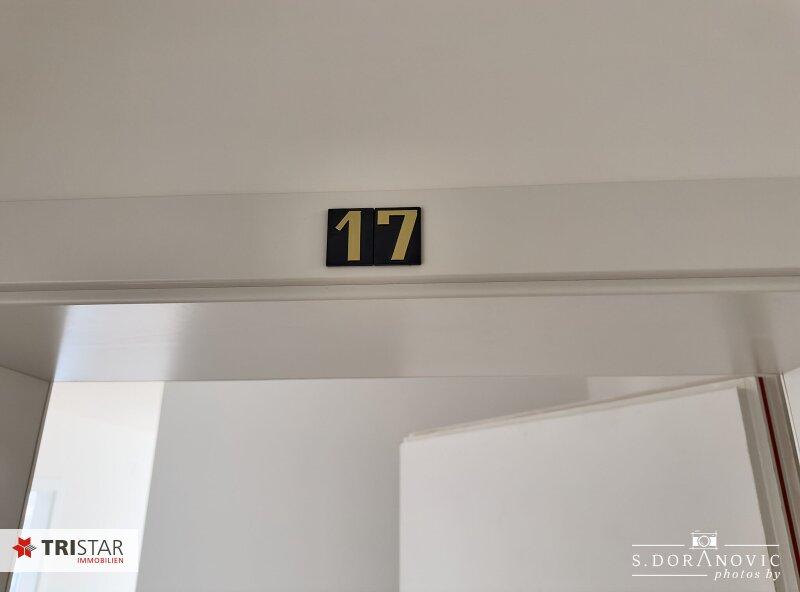 17
TRISTAR
IMMOBILIEN
S. DORANOVIC
photos by